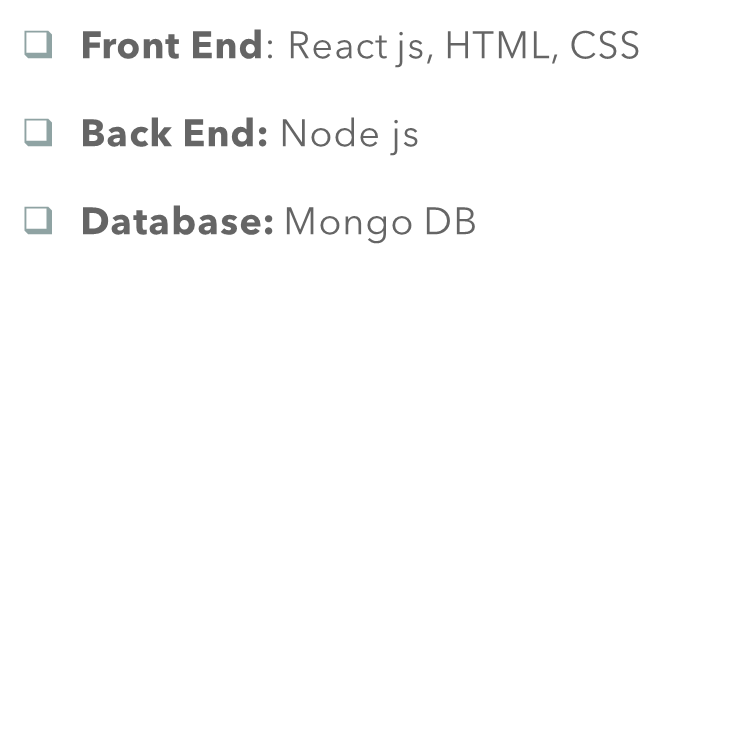 ❑ Front End: React js, HTML, CSS
❑ Back End: Node js
❑ Database: Mongo DB